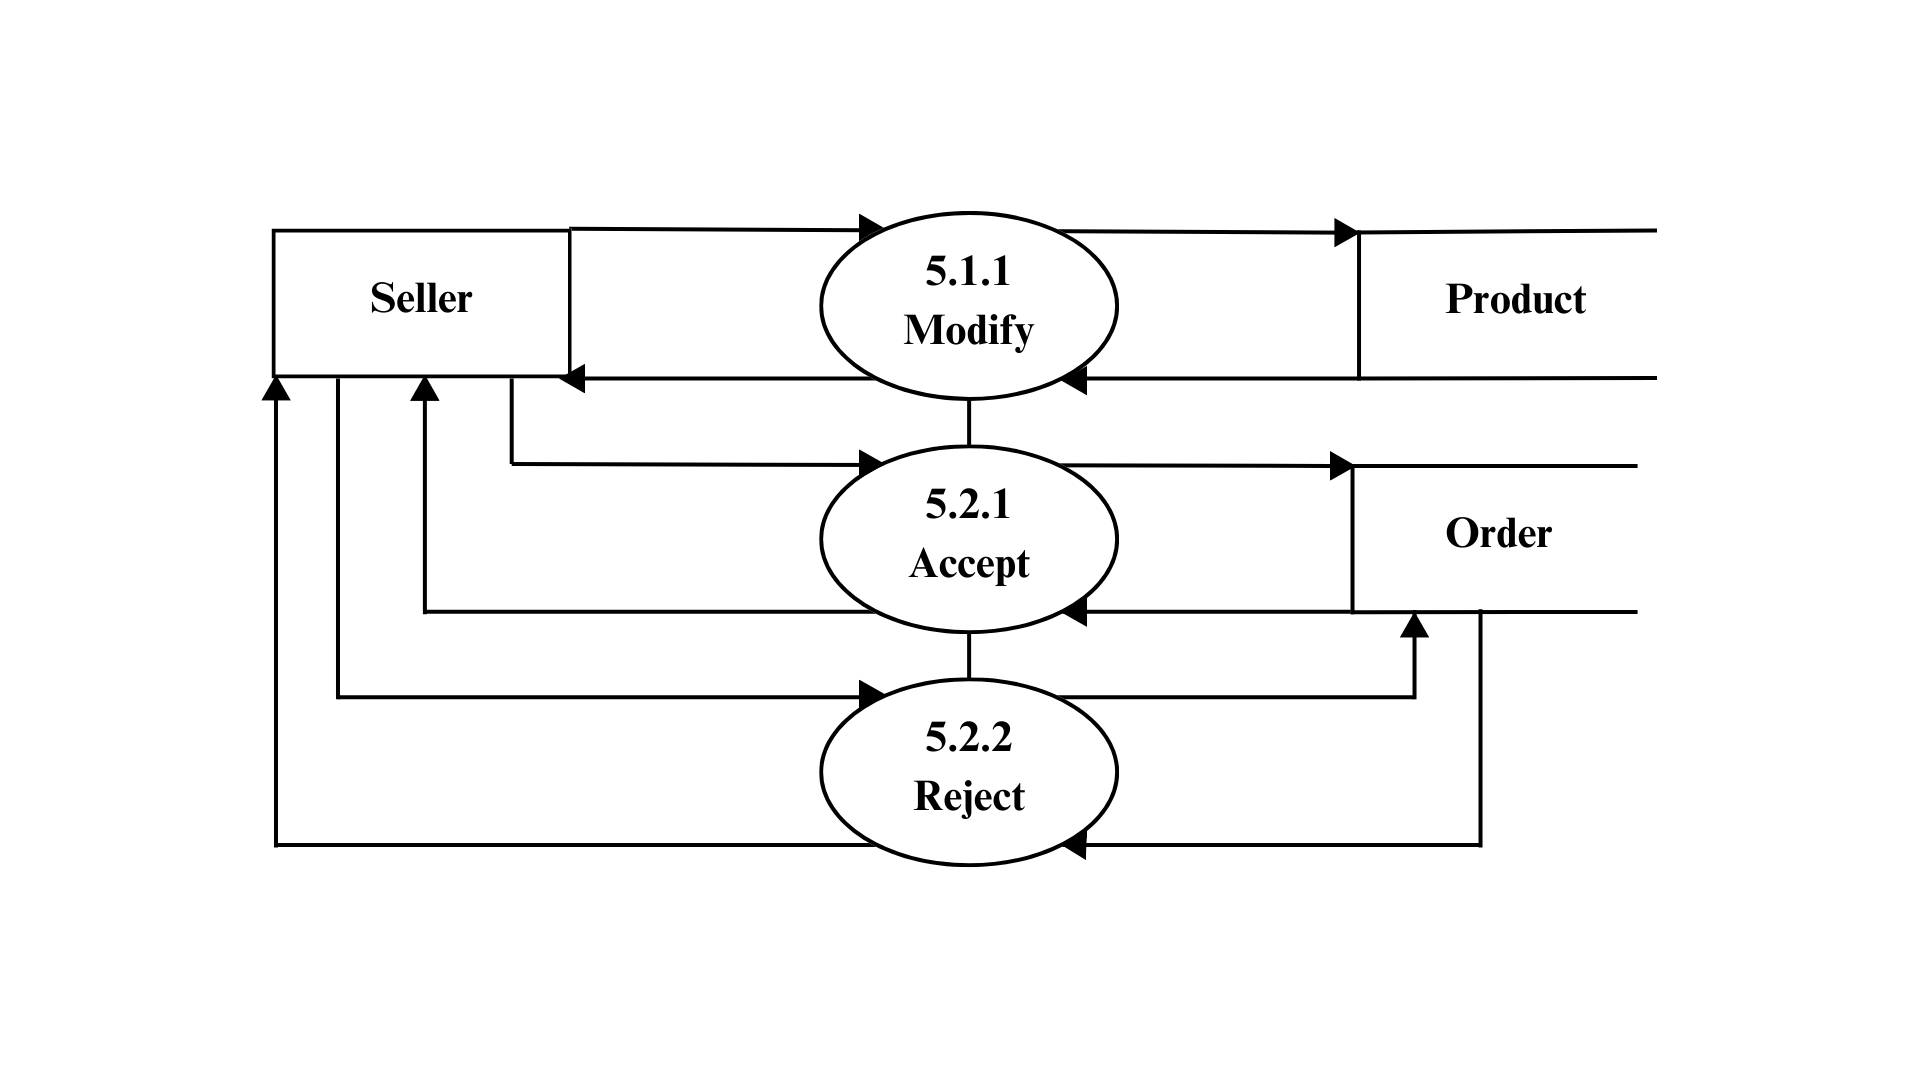 Seller
5.1.1
Modify
Product
5.2.1
Accept
Order
5.2.2
Reject